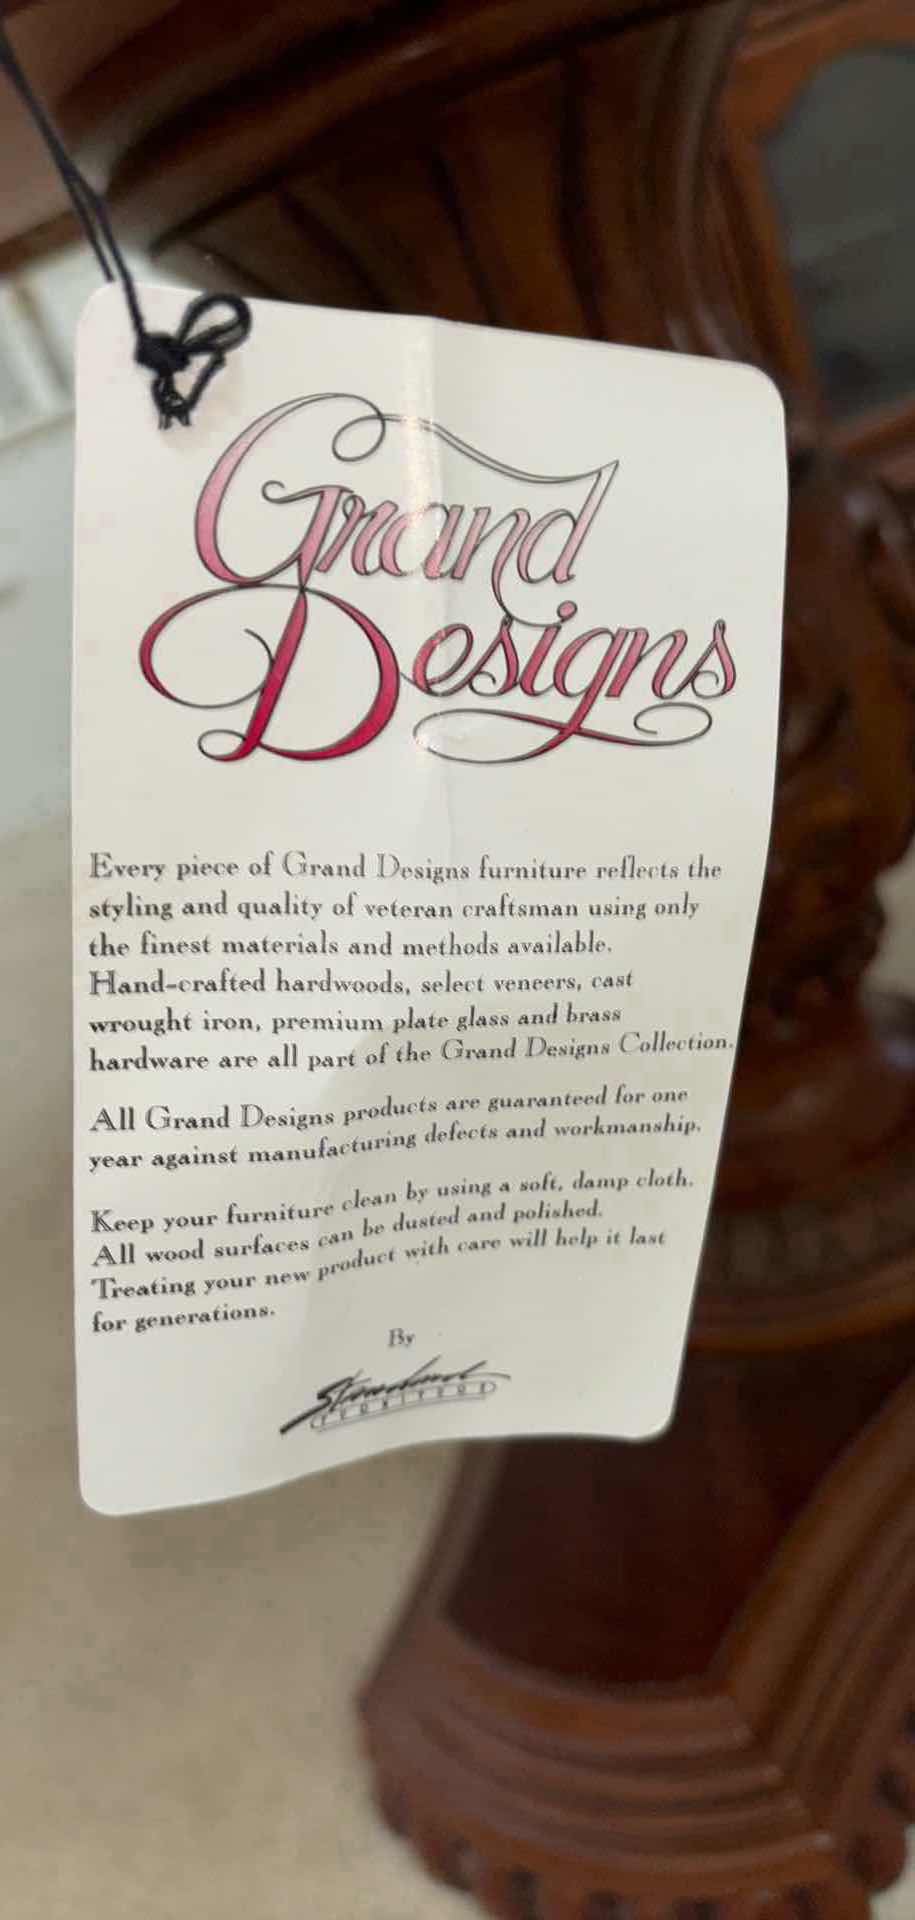 Grand
Designs
Every piece of Grand Designs furniture reflects the
styling and quality of veteran craftsman using only
the finest materials and methods available.
Hand-crafted hardwoods, select veneers, cast
wrought iron, premium plate glass and brass
hardware are all part of the Grand Designs Collection.
All Grand Designs products are guaranteed for one
year against manufacturing defects and workmanship.
Keep your furniture clean by using a soft, damp cloth.
All wood surfaces can be dusted and polished.
Treating your new product with care will help it last
for generations.
By
Standard
FURNITURE